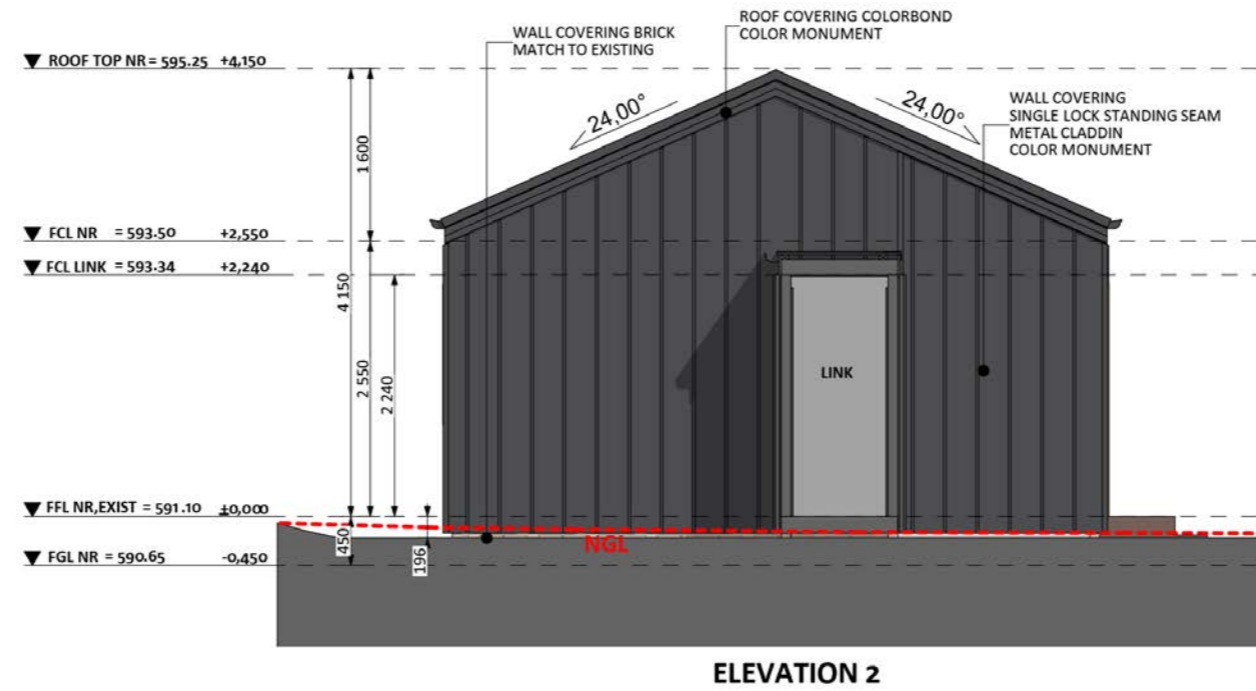 ROOF COVERING COLORBOND
COLOR MONUMENT
WALL COVERING BRICK
MATCH TO EXISTING
ROOF TOP NR = 595.25 +4,150
24,00°
24,00°
WALL COVERING
SINGLE LOCK STANDING SEAM
METAL CLADDIN
COLOR MONUMENT
1 600
FCL NR = 593.50 +2,550
FCL LINK = 593.34 +2,240
4 150
2 550
2 240
LINK
FFL NR,EXIST = 591.10 ±0,000
450
196
NGL
FGL NR = 590.65 -0,450
ELEVATION 2